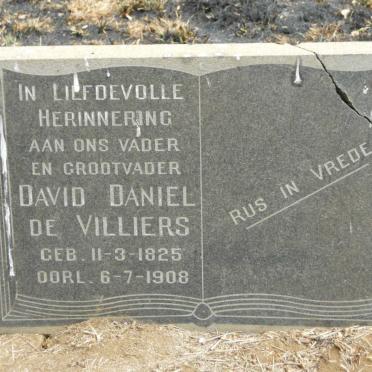 In Liefdevolle
Herinnering
aan ons vader
en grootvader
David Daniel
de Villiers
geb. 11-3-1825
oorl. 6-7-1908
Rus in Vrede